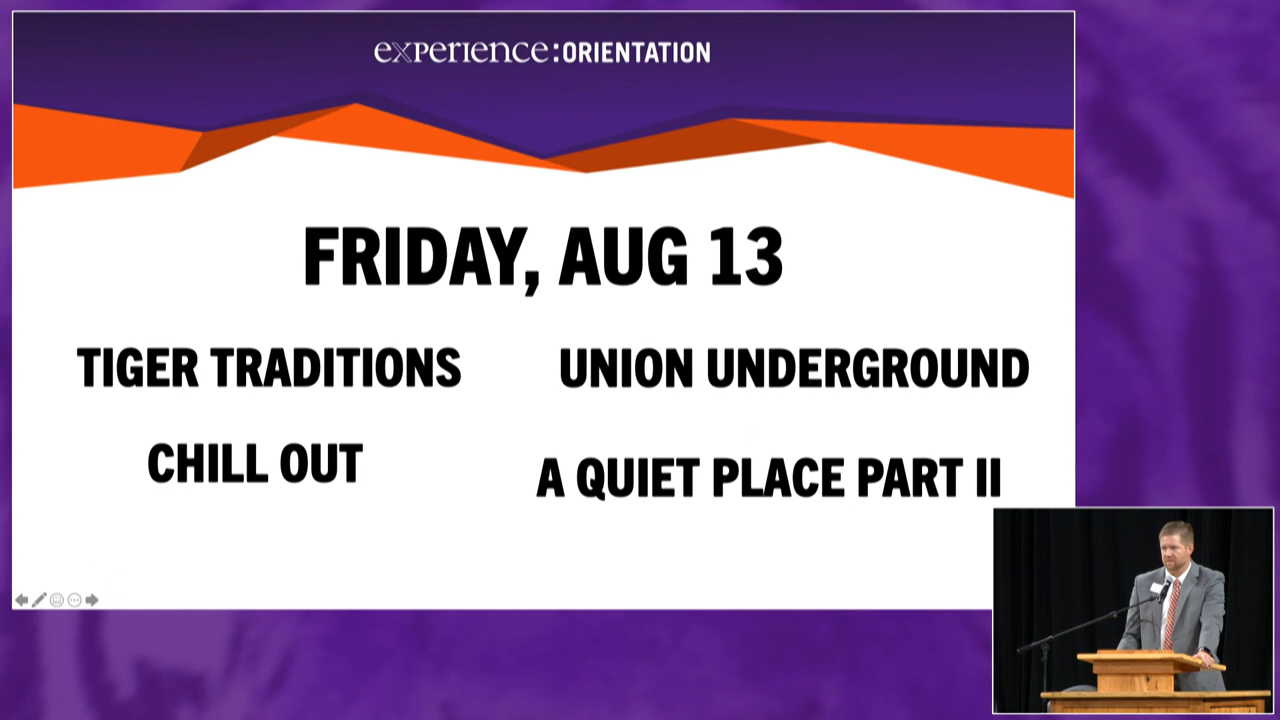 experience:ORIENTATION
FRIDAY, AUG 13
TIGER TRADITIONS
UNION UNDERGROUND
CHILL OUT
A QUIET PLACE PART II